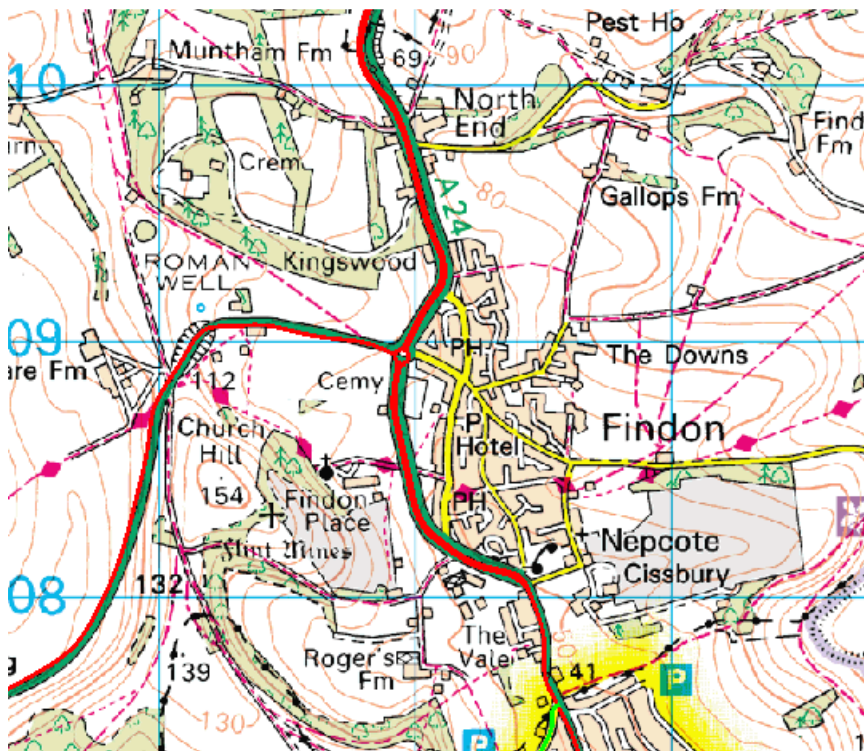 Pest Ho
Muntham Fm
69
90
10
North
End
Find
Fm
Crem
80
Gallops Fm
A 24
ROMAN
WELL
Kingswood
09
PH
The Downs
are Fm
Cemy
112
Findon
Church
Hill
P
Hotel
154
Findon
Place
PH
Flint Mines
Nepcote
Cissbury
132
08
The
Vale
Roger's
Fm
139
41
P
130
P